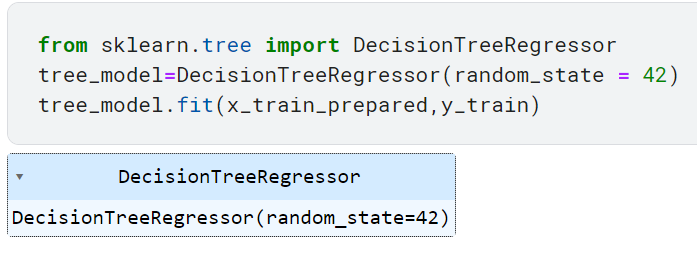 from sklearn.tree import DecisionTreeRegressor
tree_model=DecisionTreeRegressor(random_state = 42)
tree_model.fit(x_train_prepared,y_train)
DecisionTreeRegressor
DecisionTreeRegressor(random_state=42)